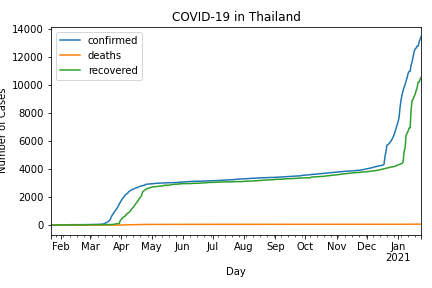 COVID-19 in Thailand
14000
12000
10000
8000
6000
4000
2000
0
Number of Cases
confirmed
deaths
recovered
Feb Mar Apr May Jun Jul Aug Sep Oct Nov Dec Jan
2021
Day